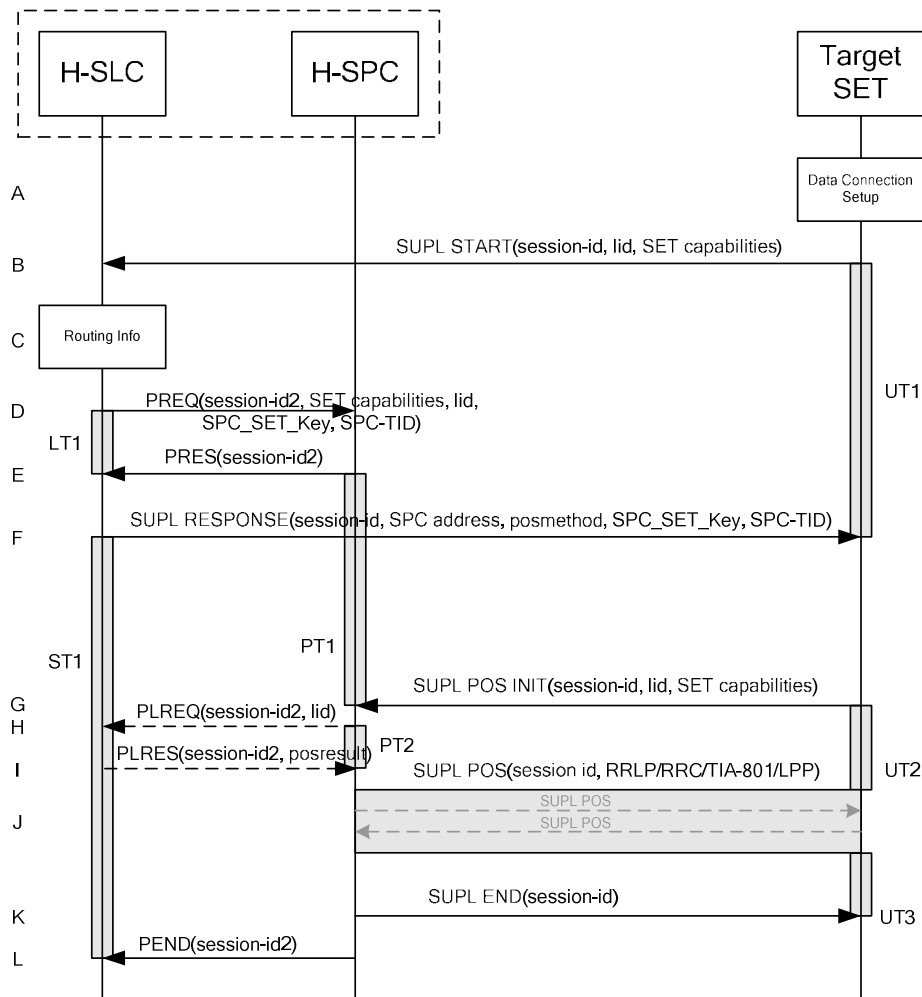 H-SLC
H-SPC
Target
SET
A
Data Connection
Setup
SUPL START(session-id, lid, SET capabilities)
B
C
Routing Info
UT1
D
PREQ(session-id2, SET capabilities, lid,
SPC_SET_Key, SPC-TID)
LT1
PRES(session-id2)
E
SUPL RESPONSE(session-id, SPC address, posmethod, SPC_SET_Key, SPC-TID)
F
PT1
ST1
SUPL POS INIT(session-id, lid, SET capabilities)
G
PLREQ(session-id2, lid)
H
PT2
PLRES(session-id2, posresult)
I
SUPL POS(session id, RRLP/RRC/TIA-801/LPP)
UT2
SUPL POS
J
SUPL POS
SUPL END(session-id)
K
UT3
PEND(session-id2)
L